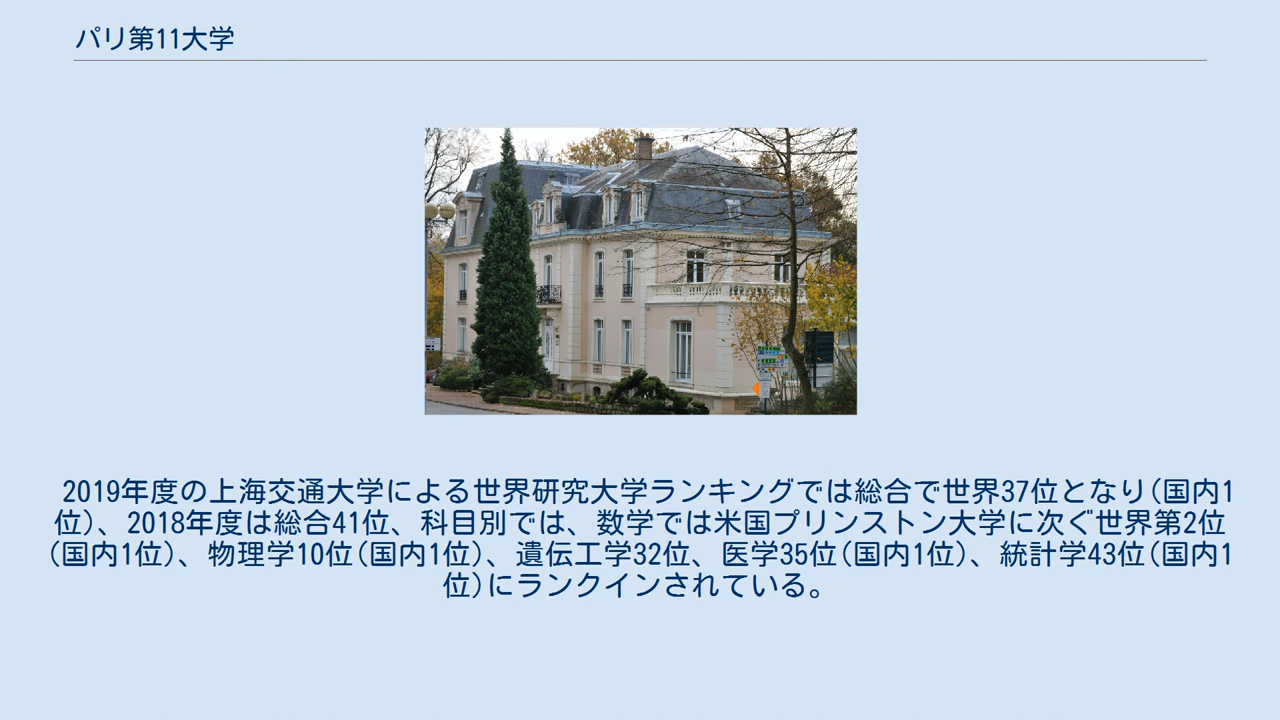 パリ第11大学
2019年度の上海交通大学による世界研究大学ランキングでは総合で世界37位となり(国内1
位)、2018年度は総合41位、科目別では、数学では米国プリンストン大学に次ぐ世界第2位
(国内1位)、物理学10位(国内1位)、遺伝工学32位、医学35位(国内1位)、統計学43位(国内1
位)にランクインされている。